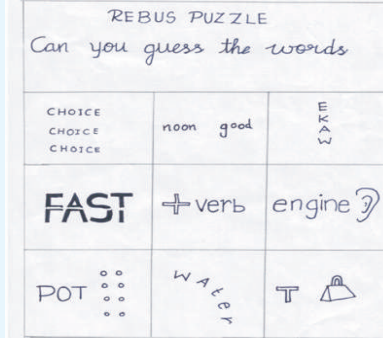 REBUS PUZZLE
Can you guess the words
CHOICE
CHOICE
CHOICE
noon good
E
K
A
W
FAST
+verb
engine
POT
water
T